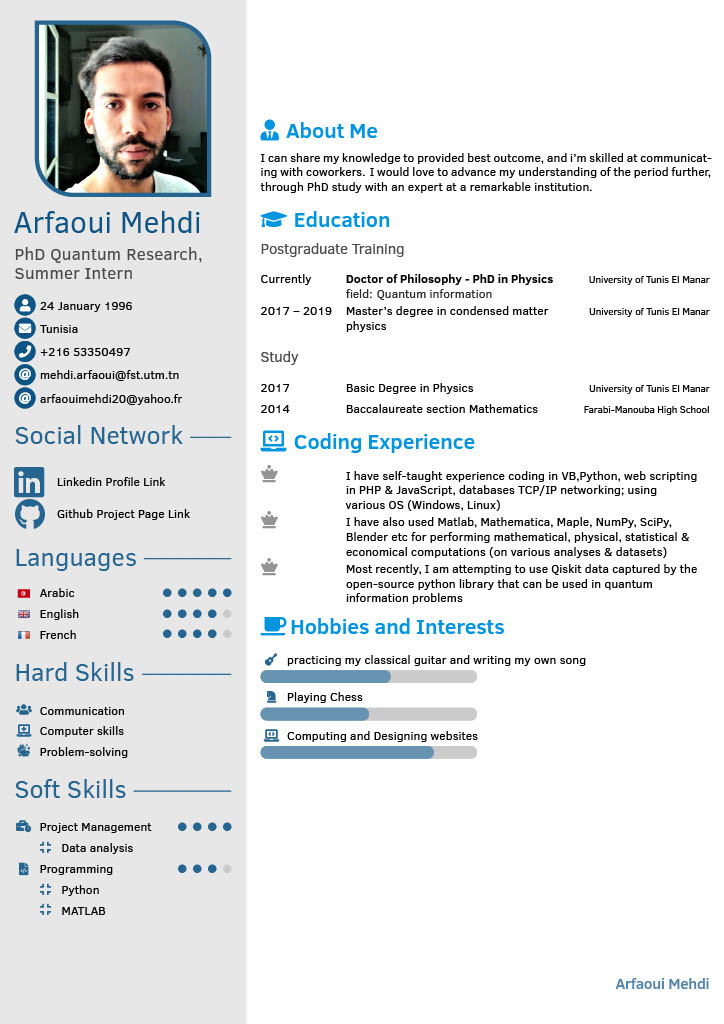 Arfaoui Mehdi
PhD Quantum Research,
Summer Intern
24 January 1996
Tunisia
+216 53350497
mehdi.arfaoui@fst.utm.tn
arfaouimehdi20@yahoo.fr
Social Network
Linkedin Profile Link
Github Project Page Link
Languages
Arabic
English
French
Hard Skills
Communication
Computer skills
Problem-solving
Soft Skills
Project Management
Data analysis
Programming
Python
MATLAB
About Me
I can share my knowledge to provided best outcome, and i'm skilled at communicat-
ing with coworkers. I would love to advance my understanding of the period further,
through PhD study with an expert at a remarkable institution.
Education
Postgraduate Training
Currently Doctor of Philosophy - PhD in Physics University of Tunis El Manar
field: Quantum information
2017 – 2019 Master's degree in condensed matter University of Tunis El Manar
physics
Study
2017 Basic Degree in Physics University of Tunis El Manar
2014 Baccalaureate section Mathematics Farabi-Manouba High School
Coding Experience
I have self-taught experience coding in VB,Python, web scripting
in PHP & JavaScript, databases TCP/IP networking; using
various OS (Windows, Linux)
I have also used Matlab, Mathematica, Maple, NumPy, SciPy,
Blender etc for performing mathematical, physical, statistical &
economical computations (on various analyses & datasets)
Most recently, I am attempting to use Qiskit data captured by the
open-source python library that can be used in quantum
information problems
Hobbies and Interests
practicing my classical guitar and writing my own song
Playing Chess
Computing and Designing websites
Arfaoui Mehdi